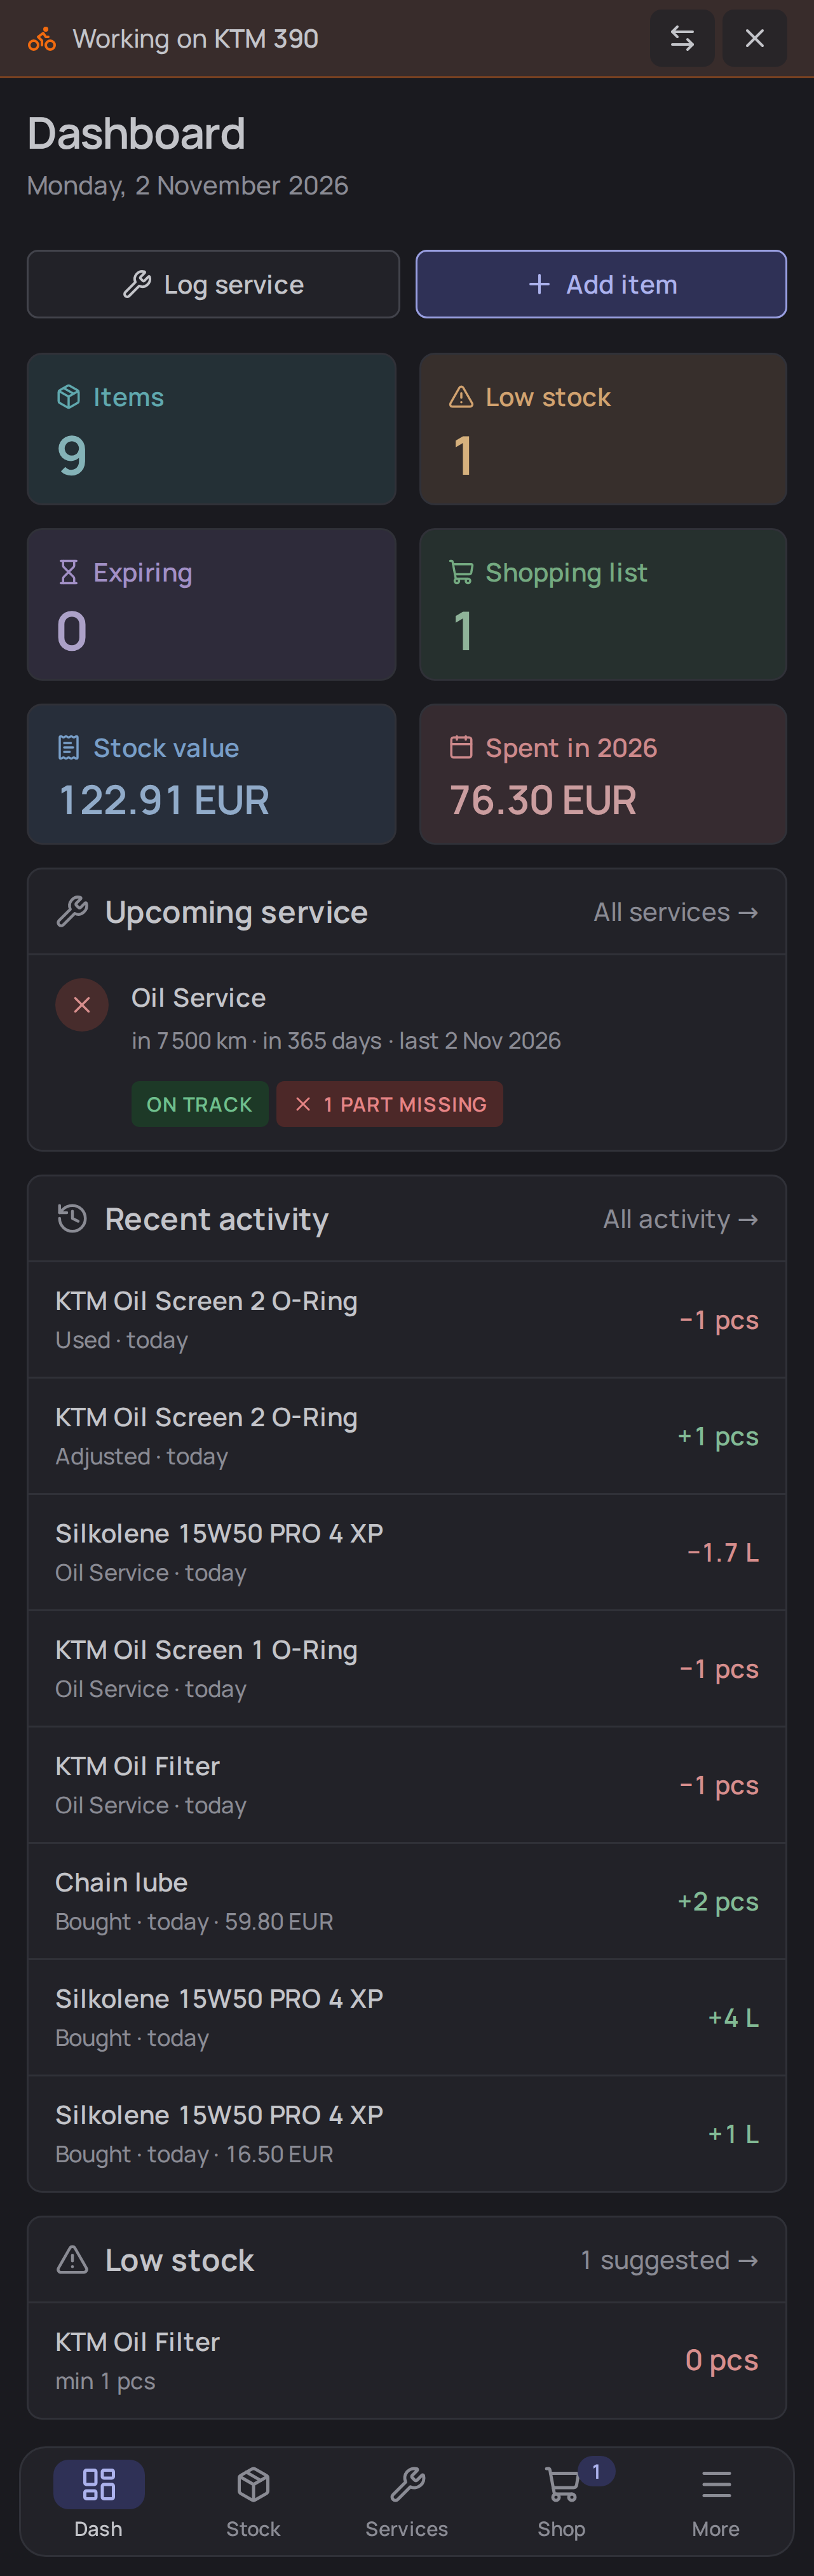 Working on KTM 390
Dashboard
Monday, 2 November 2026
Log service
Add item
Items
9
Low stock
1
Expiring
0
Shopping list
1
Stock value
122.91 EUR
Spent in 2026
76.30 EUR
Upcoming service
All services →
Oil Service
in 7 500 km · in 365 days · last 2 Nov 2026
ON TRACK
1 PART MISSING
Recent activity
All activity →
KTM Oil Screen 2 O-Ring
Used · today
−1 pcs
KTM Oil Screen 2 O-Ring
Adjusted · today
+1 pcs
Silkolene 15W50 PRO 4 XP
Oil Service · today
−1.7 L
KTM Oil Screen 1 O-Ring
Oil Service · today
−1 pcs
KTM Oil Filter
Oil Service · today
−1 pcs
Chain lube
Bought · today · 59.80 EUR
+2 pcs
Silkolene 15W50 PRO 4 XP
Bought · today
+4 L
Silkolene 15W50 PRO 4 XP
Bought · today · 16.50 EUR
+1 L
Low stock
1 suggested →
KTM Oil Filter
min 1 pcs
0 pcs
1
Dash
Stock
Services
Shop
More